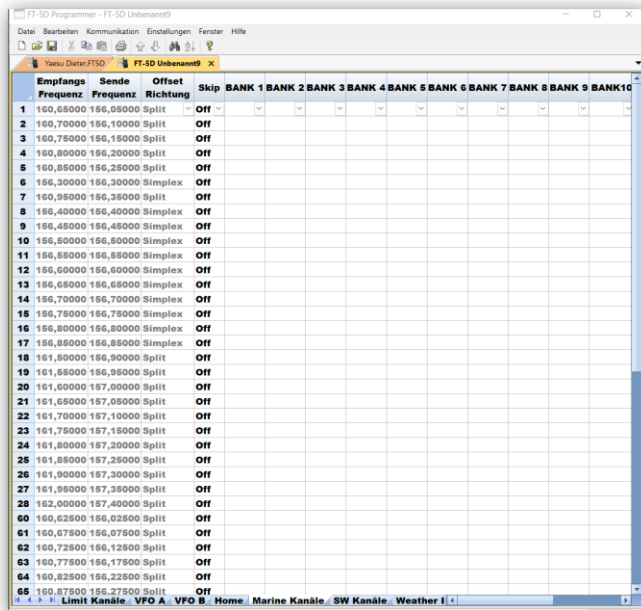 FT-5D Programmer - FT-5D Unbenannt9
Datei Bearbeiten Kommunikation Einstellungen Fenster Hilfe
Yaesu Dieter.FT5D FT-5D Unbenannt9
Empfangs Frequenz Sende Frequenz Offset Richtung Skip BANK 1 BANK 2 BANK 3 BANK 4 BANK 5 BANK 6 BANK 7 BANK 8 BANK 9 BANK10
1 160,65000 156,05000 Split Off
2 160,70000 156,10000 Split Off
3 160,75000 156,15000 Split Off
4 160,80000 156,20000 Split Off
5 160,85000 156,25000 Split Off
6 156,30000 156,30000 Simplex Off
7 160,95000 156,35000 Split Off
8 156,40000 156,40000 Simplex Off
9 156,45000 156,45000 Simplex Off
10 156,50000 156,50000 Simplex Off
11 156,55000 156,55000 Simplex Off
12 156,60000 156,60000 Simplex Off
13 156,65000 156,65000 Simplex Off
14 156,70000 156,70000 Simplex Off
15 156,75000 156,75000 Simplex Off
16 156,80000 156,80000 Simplex Off
17 156,85000 156,85000 Simplex Off
18 161,50000 156,90000 Split Off
19 161,55000 156,95000 Split Off
20 161,60000 157,00000 Split Off
21 161,65000 157,05000 Split Off
22 161,70000 157,10000 Split Off
23 161,75000 157,15000 Split Off
24 161,80000 157,20000 Split Off
25 161,85000 157,25000 Split Off
26 161,90000 157,30000 Split Off
27 161,95000 157,35000 Split Off
28 162,00000 157,40000 Split Off
60 160,62500 156,02500 Split Off
61 160,67500 156,07500 Split Off
62 160,72500 156,12500 Split Off
63 160,77500 156,17500 Split Off
64 160,82500 156,22500 Split Off
65 160,87500 156,27500 Split Off
Limit Kanäle VFO A VFO B Home Marine Kanäle SW Kanäle Weather